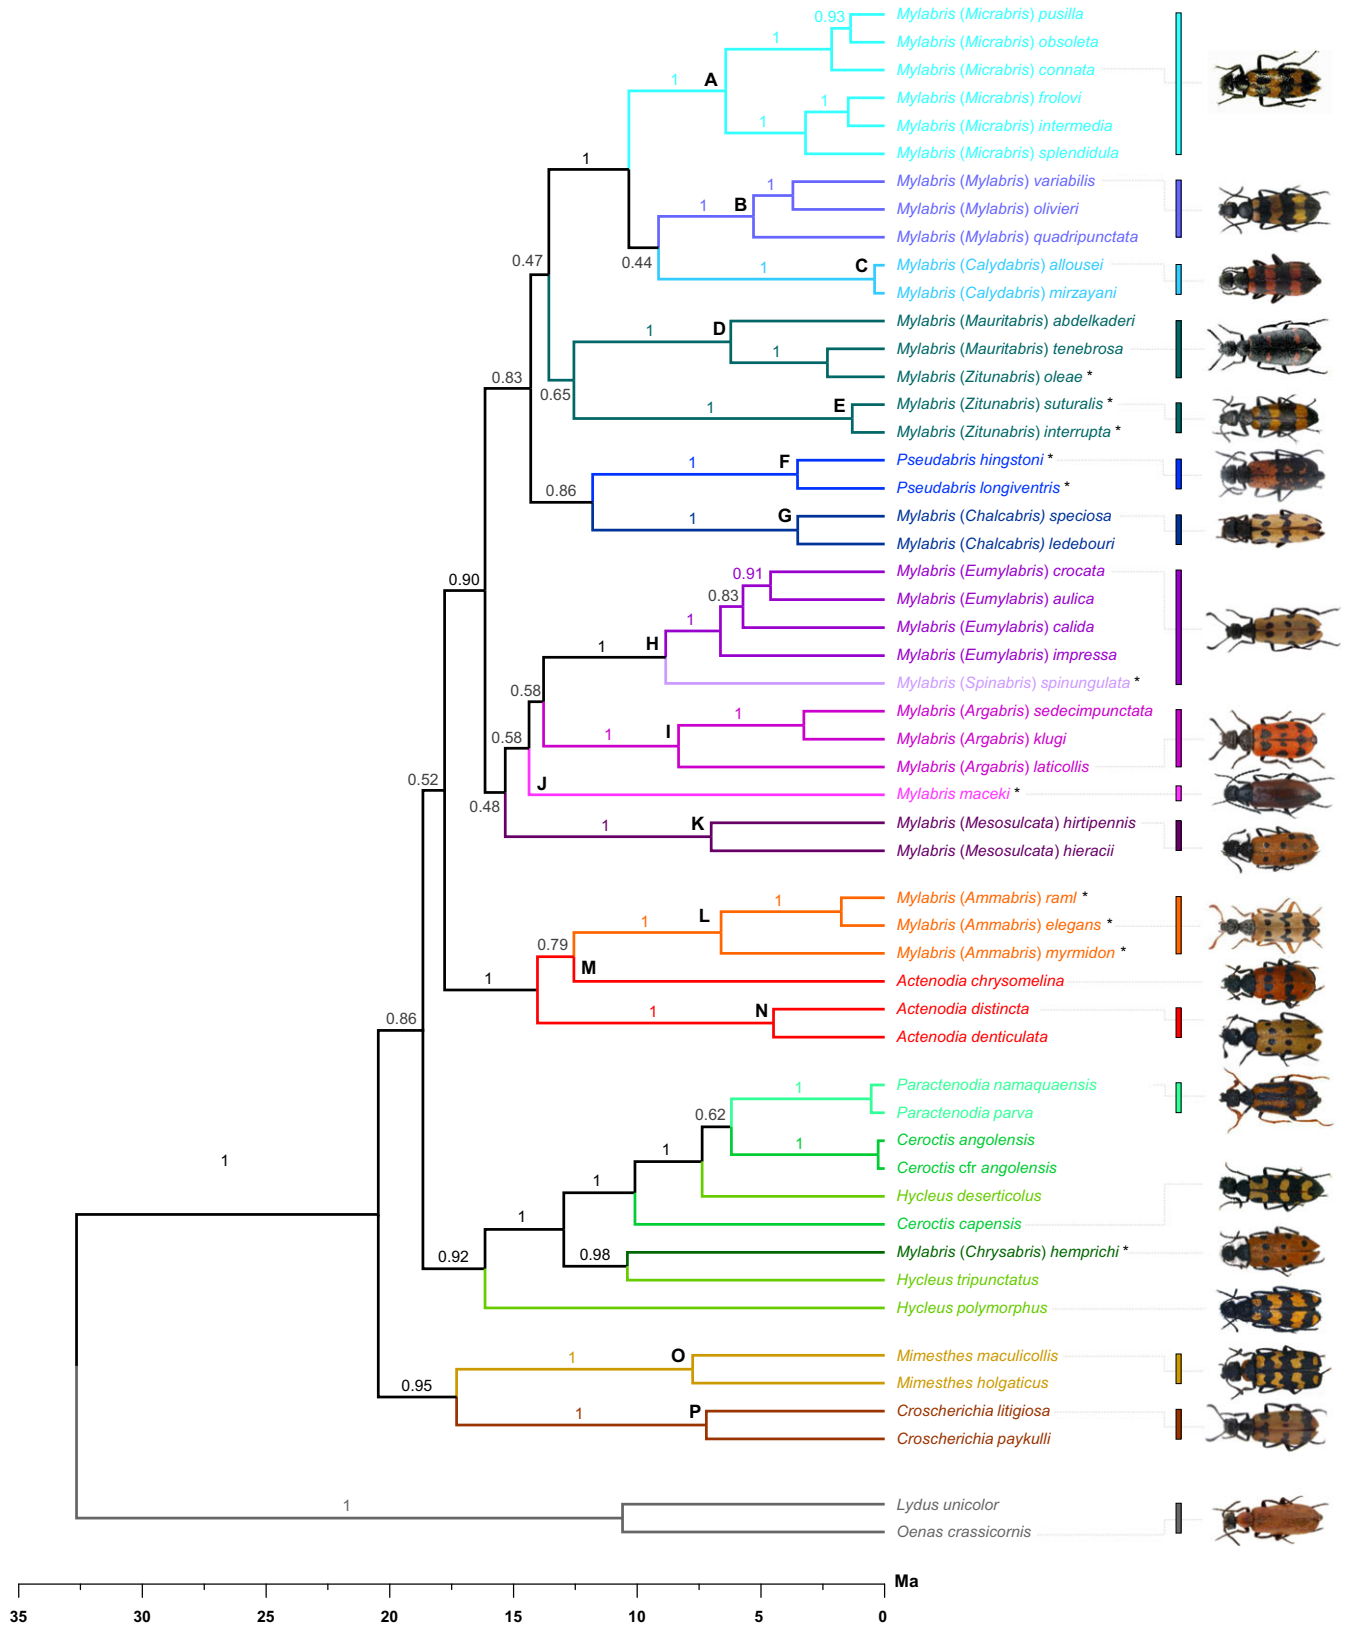 0.93
Mylabris (Micrabris) pusilla
1
Mylabris (Micrabris) obsoleta
1
A
Mylabris (Micrabris) connata
1
Mylabris (Micrabris) frolovi
1
Mylabris (Micrabris) intermedia
Mylabris (Micrabris) splendidula
1
1
Mylabris (Mylabris) variabilis
1
B
Mylabris (Mylabris) olivieri
Mylabris (Mylabris) quadripunctata
0.47
0.44
1
C
Mylabris (Calydabris) allousei
Mylabris (Calydabris) mirzayani
1
D
Mylabris (Mauritabris) abdelkaderi
1
Mylabris (Mauritabris) tenebrosa
0.83
Mylabris (Zitunabris) oleae *
0.65
1
E
Mylabris (Zitunabris) suturalis *
Mylabris (Zitunabris) interrupta *
1
F
Pseudabris hingstoni *
0.86
Pseudabris longiventris *
1
G
Mylabris (Chalcabris) speciosa
Mylabris (Chalcabris) ledebouri
0.90
0.91
Mylabris (Eumylabris) crocata
0.83
Mylabris (Eumylabris) aulica
1
Mylabris (Eumylabris) calida
1
H
Mylabris (Eumylabris) impressa
Mylabris (Spinabris) spinungulata *
0.58
1
Mylabris (Argabris) sedecimpunctata
0.58
1
I
Mylabris (Argabris) klugi
Mylabris (Argabris) laticollis
0.52
J
Mylabris maceki *
0.48
1
K
Mylabris (Mesosulcata) hirtipennis
Mylabris (Mesosulcata) hieracii
1
Mylabris (Ammabris) raml *
1
L
Mylabris (Ammabris) elegans *
0.79
Mylabris (Ammabris) myrmidon *
M
1
Actenodia chrysomelina
0.86
1
N
Actenodia distincta
Actenodia denticulata
1
Paractenodia namaquaensis
0.62
Paractenodia parva
1
1
1
Ceroctis angolensis
Ceroctis cfr angolensis
1
Hycleus deserticolus
1
Ceroctis capensis
0.92
0.98
Mylabris (Chrysabris) hemprichi *
Hycleus tripunctatus
Hycleus polymorphus
1
O
Mimesthes maculicollis
0.95
Mimesthes holgaticus
1
P
Croscherichia litigiosa
Croscherichia paykulli
1
Lydus unicolor
Oenas crassicornis
Ma
35 30 25 20 15 10 5 0